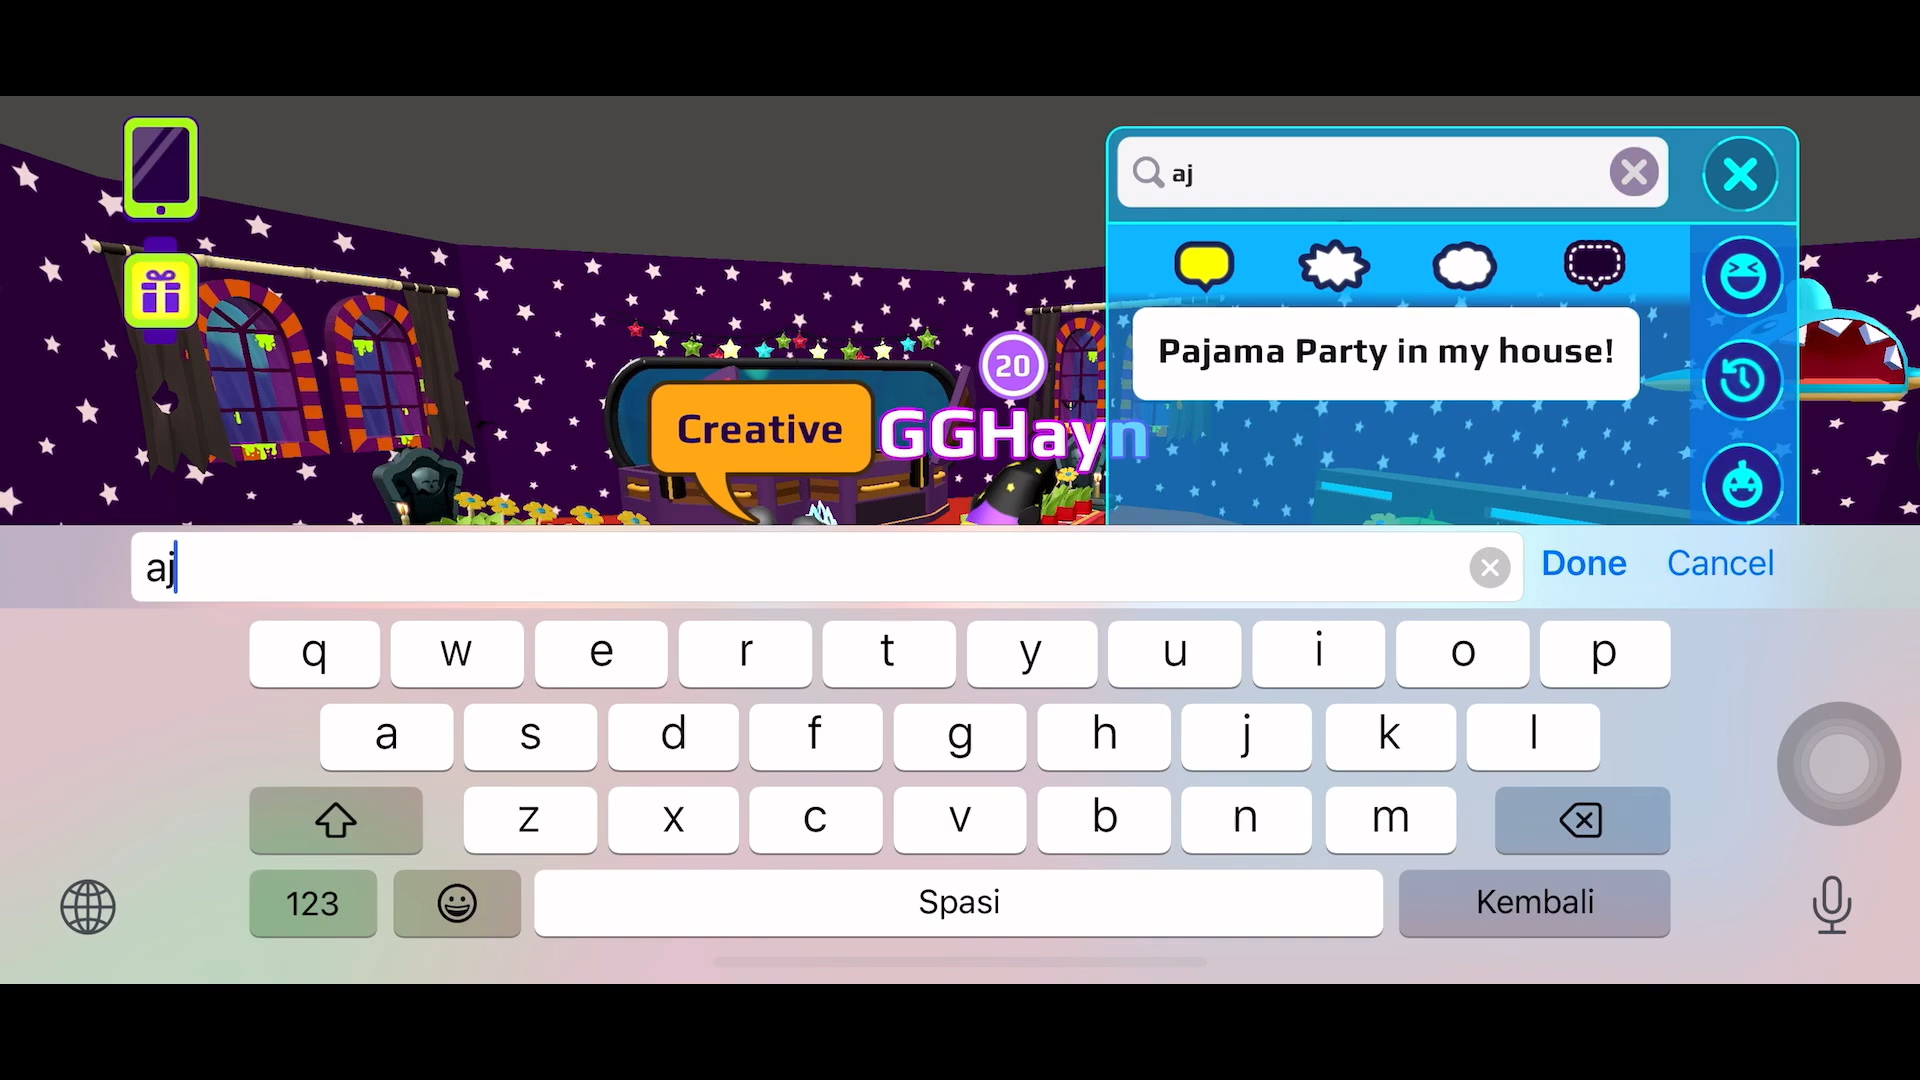 aj
Pajama Party in my house!
20
Creative
GGHayn
aj
Done Cancel
q w e r t y u i o p
a s d f g h j k l
z x c v b n m
123 Spasi Kembali